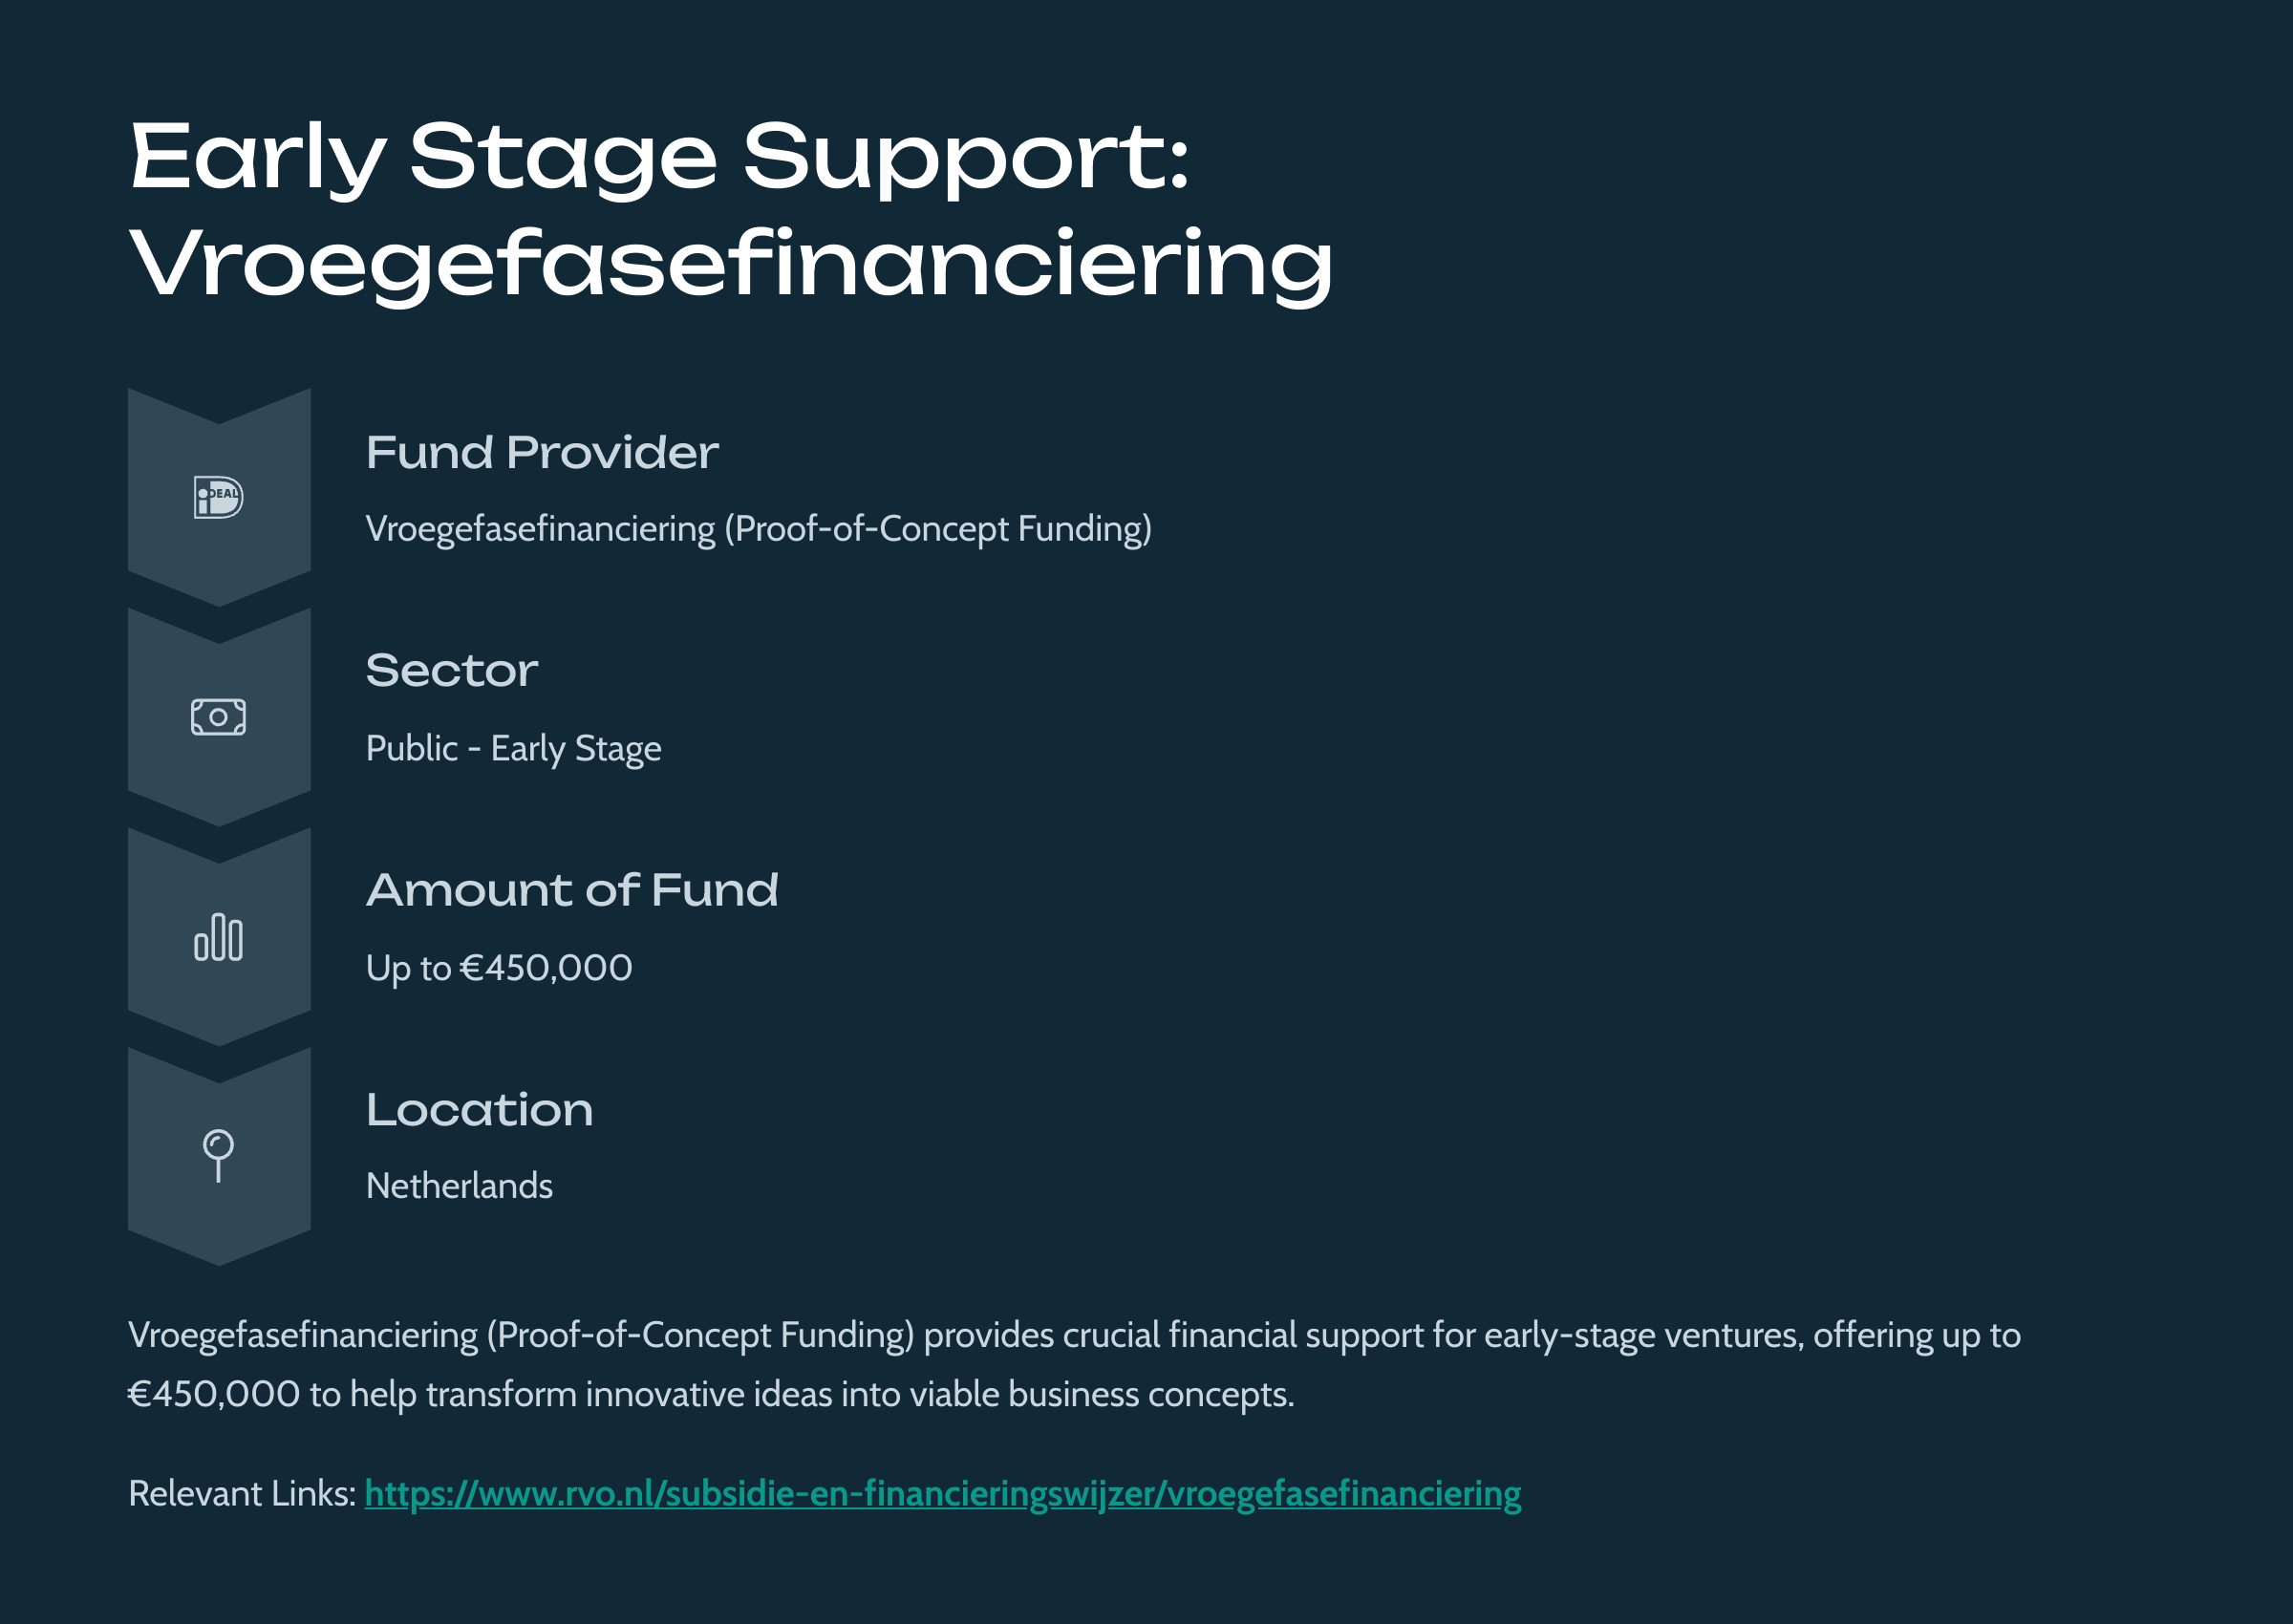 Early Stage Support:
Vroegefasefinanciering
iDEAL
Fund Provider
Vroegefasefinanciering (Proof-of-Concept Funding)
Sector
Public - Early Stage
Amount of Fund
Up to €450,000
Location
Netherlands
Vroegefasefinanciering (Proof-of-Concept Funding) provides crucial financial support for early-stage ventures, offering up to
€450,000 to help transform innovative ideas into viable business concepts.
Relevant Links: https://www.rvo.nl/subsidie-en-financieringswijzer/vroegefasefinanciering